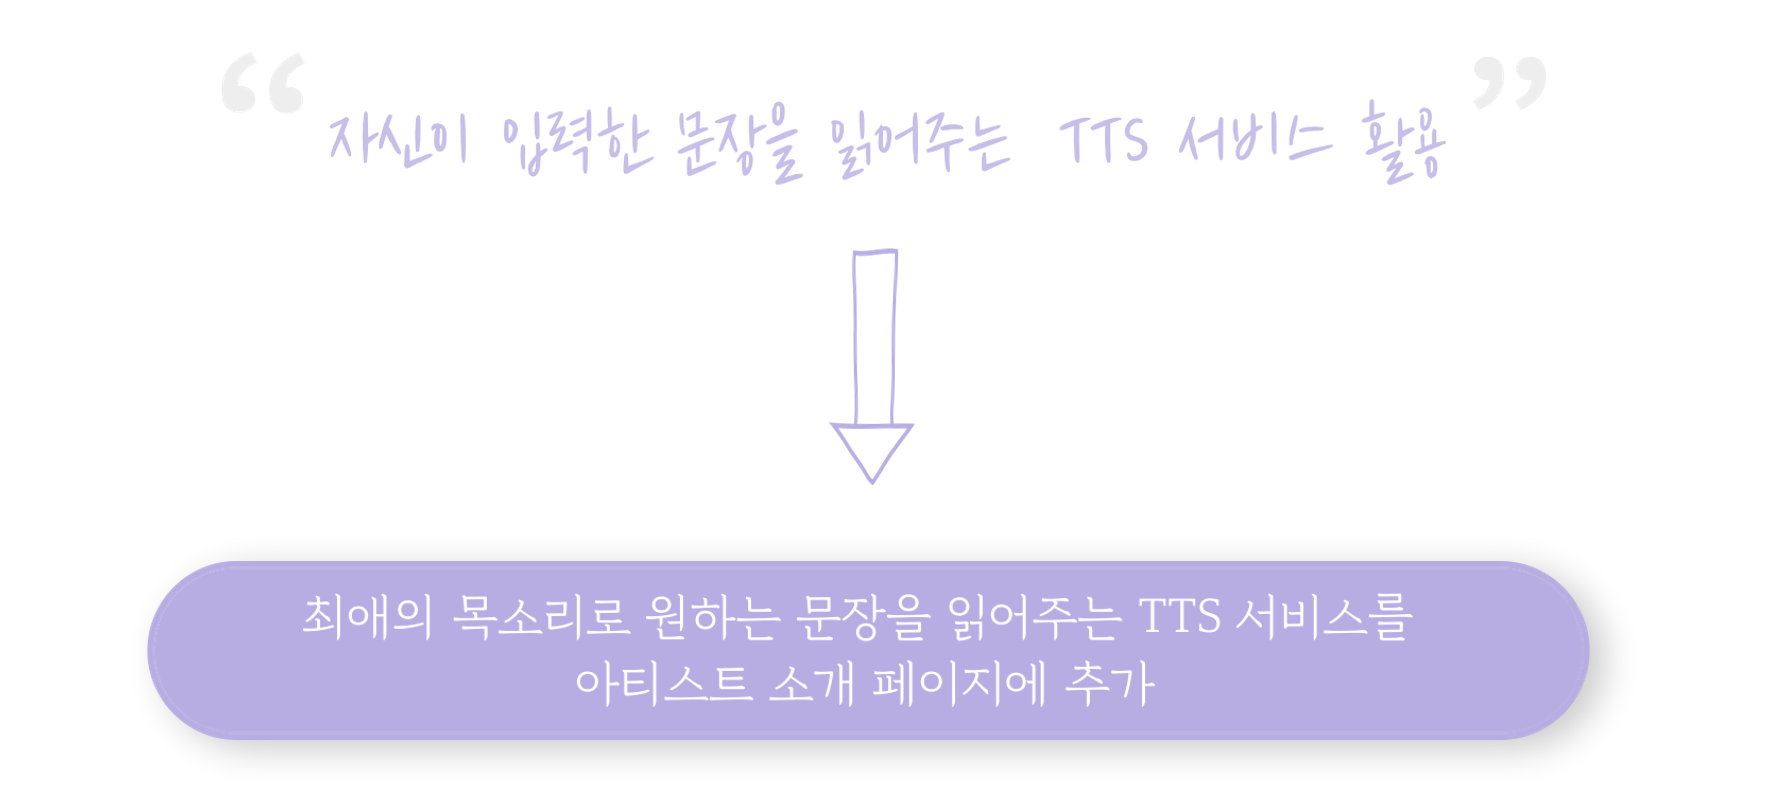 “ 자신이 입력한 문장을 읽어주는 TTS 서비스 활용 ”
최애의 목소리로 원하는 문장을 읽어주는 TTS 서비스를
아티스트 소개 페이지에 추가